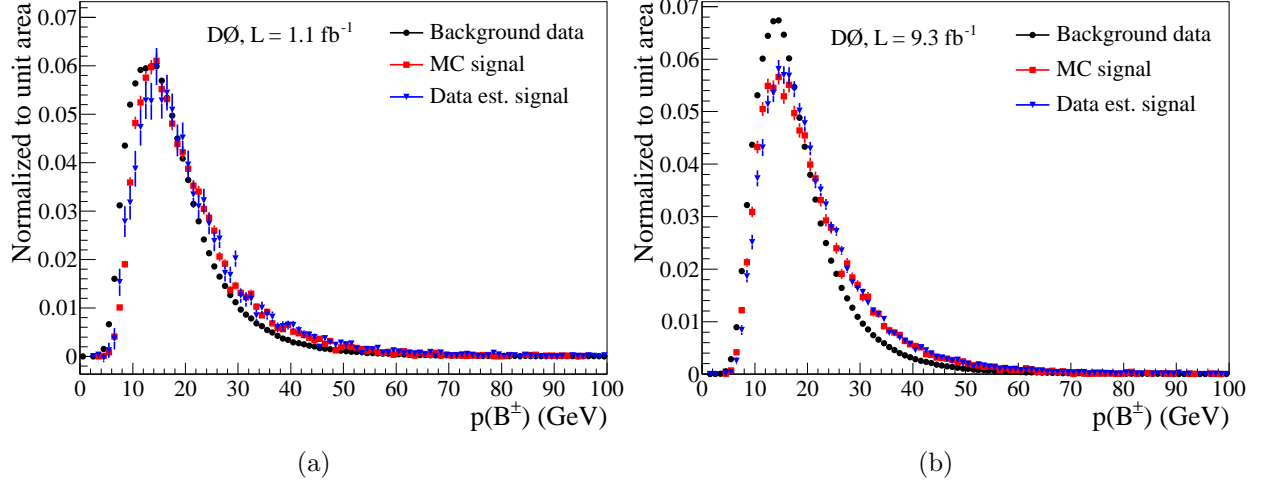 Normalized to unit area
0.07
0.06
0.05
0.04
0.03
0.02
0.01
0
DØ, L = 1.1 fb⁻¹
Background data
MC signal
Data est. signal
0 10 20 30 40 50 60 70 80 90 100
p(B±) (GeV)
(a)
Normalized to unit area
0.07
0.06
0.05
0.04
0.03
0.02
0.01
0
DØ, L = 9.3 fb⁻¹
Background data
MC signal
Data est. signal
0 10 20 30 40 50 60 70 80 90 100
p(B±) (GeV)
(b)